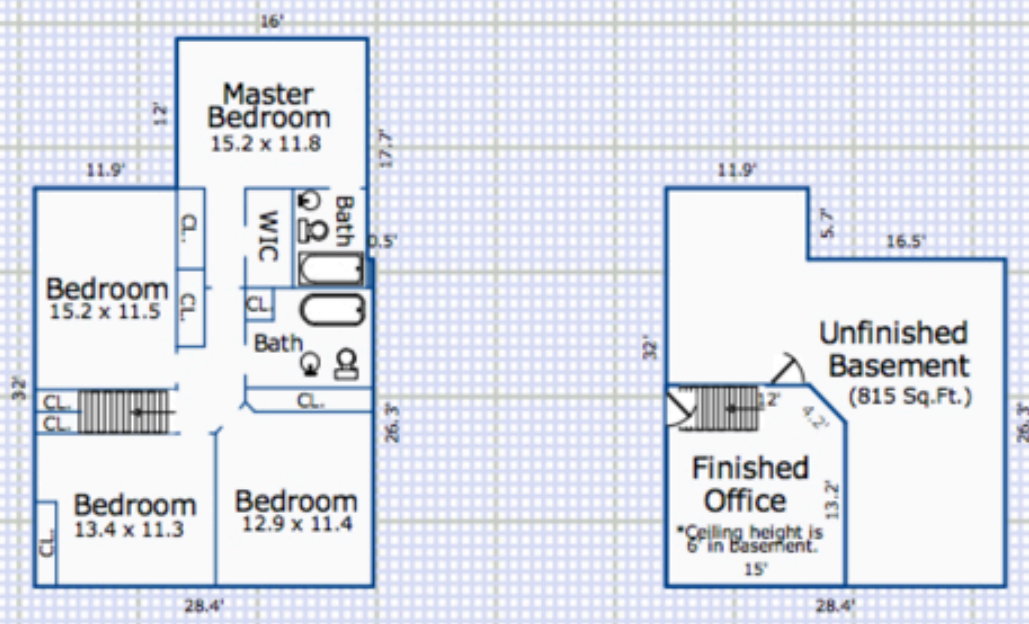 16'
Master
Bedroom
15.2 x 11.8
12'
17.7'
11.9'
CL.
WIC
Bath
0.5'
Bedroom
15.2 x 11.5
CL.
CL.
Bath
32'
CL.
CL.
CL.
26.3'
Bedroom
13.4 x 11.3
Bedroom
12.9 x 11.4
CL.
28.4'
11.9'
5.7'
16.5'
32'
Unfinished
Basement
(815 Sq.Ft.)
12'
4.2'
26.3'
Finished
Office
13.2'
*Ceiling height is
6' in basement.
15'
28.4'